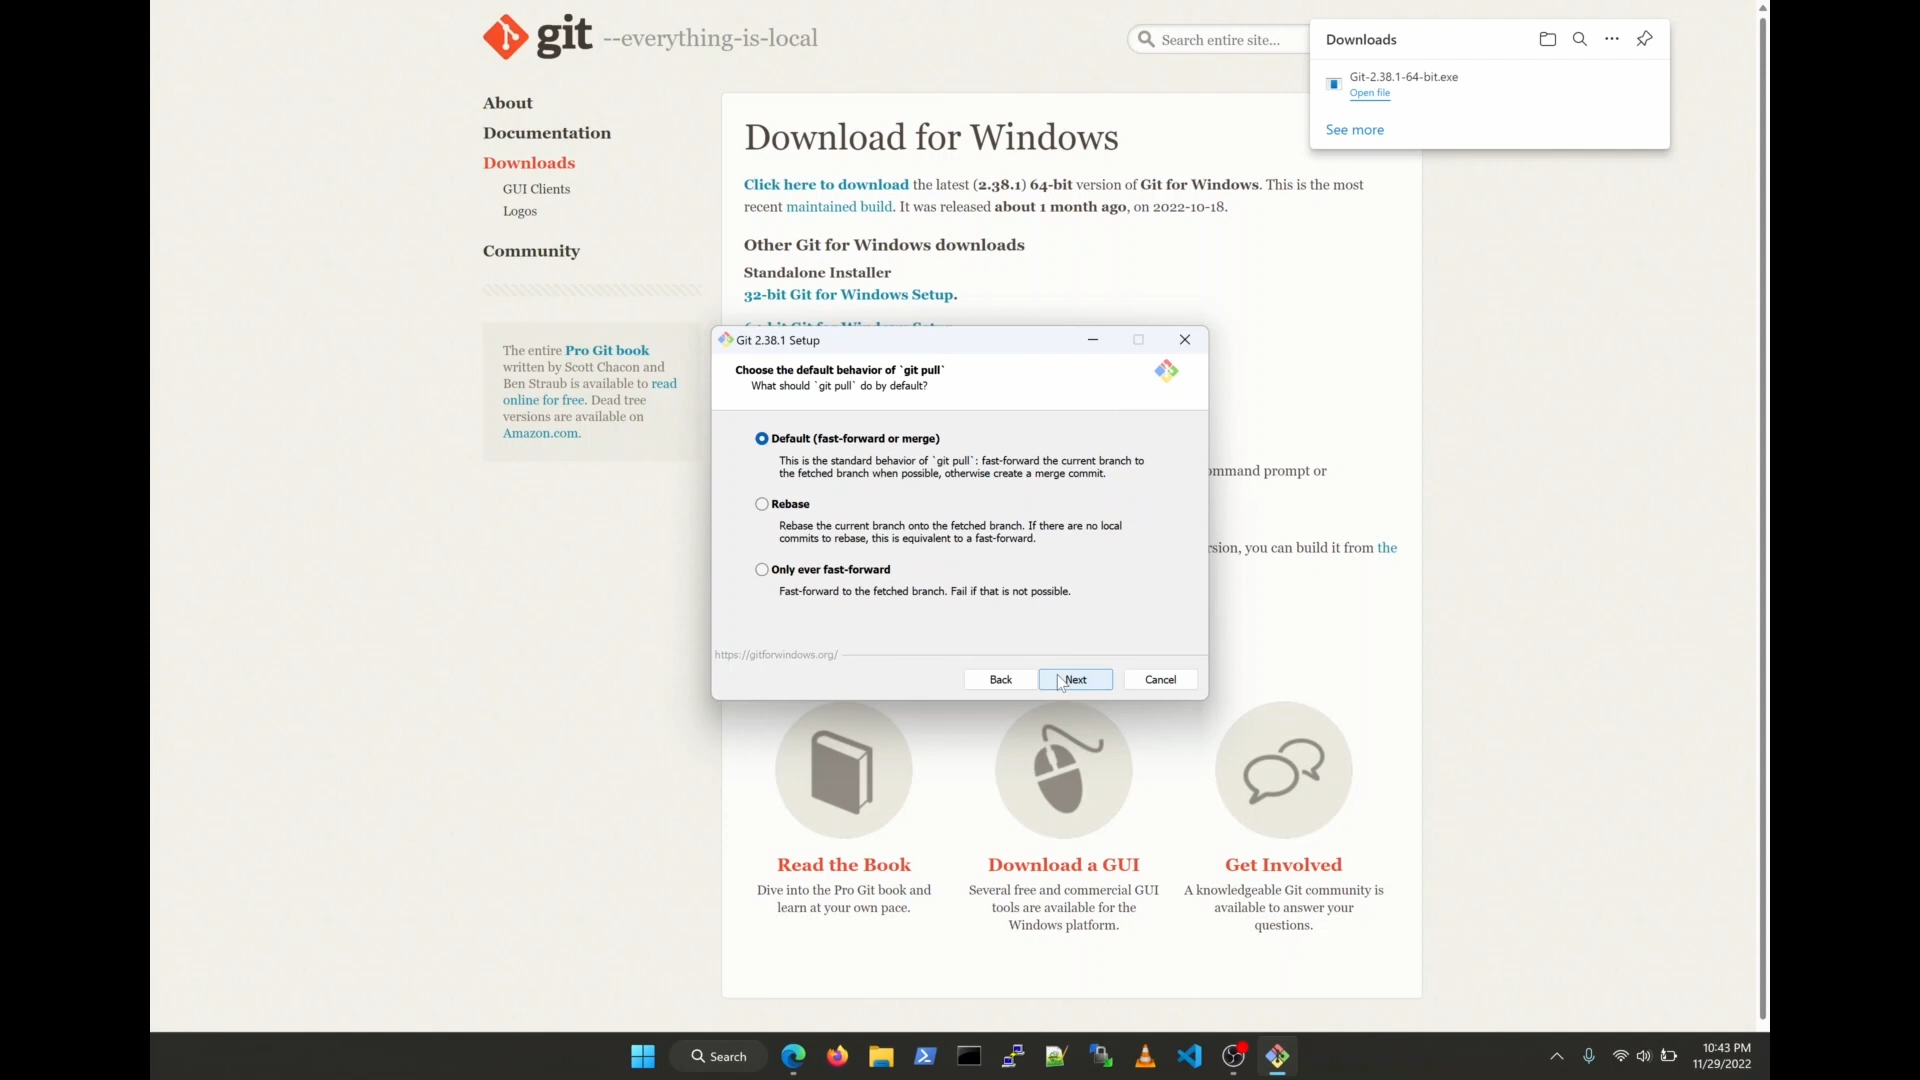 git --everything-is-local
Search entire site...
Downloads
Git-2.38.1-64-bit.exe
Open file
See more
About
Documentation
Downloads
GUI Clients
Logos
Community
The entire Pro Git book
written by Scott Chacon and
Ben Straub is available to read
online for free. Dead tree
versions are available on
Amazon.com.
Download for Windows
Click here to download the latest (2.38.1) 64-bit version of Git for Windows. This is the most
recent maintained build. It was released about 1 month ago, on 2022-10-18.
Other Git for Windows downloads
Standalone Installer
32-bit Git for Windows Setup.
64-bit Git for Windows Setup
ommand prompt or
rsion, you can build it from the
Git 2.38.1 Setup
Choose the default behavior of `git pull`
What should `git pull` do by default?
Default (fast-forward or merge)
This is the standard behavior of `git pull`: fast-forward the current branch to
the fetched branch when possible, otherwise create a merge commit.
Rebase
Rebase the current branch onto the fetched branch. If there are no local
commits to rebase, this is equivalent to a fast-forward.
Only ever fast-forward
Fast-forward to the fetched branch. Fail if that is not possible.
https://gitforwindows.org/
Back
Next
Cancel
Read the Book
Dive into the Pro Git book and
learn at your own pace.
Download a GUI
Several free and commercial GUI
tools are available for the
Windows platform.
Get Involved
A knowledgeable Git community is
available to answer your
questions.
Search
10:43 PM
11/29/2022